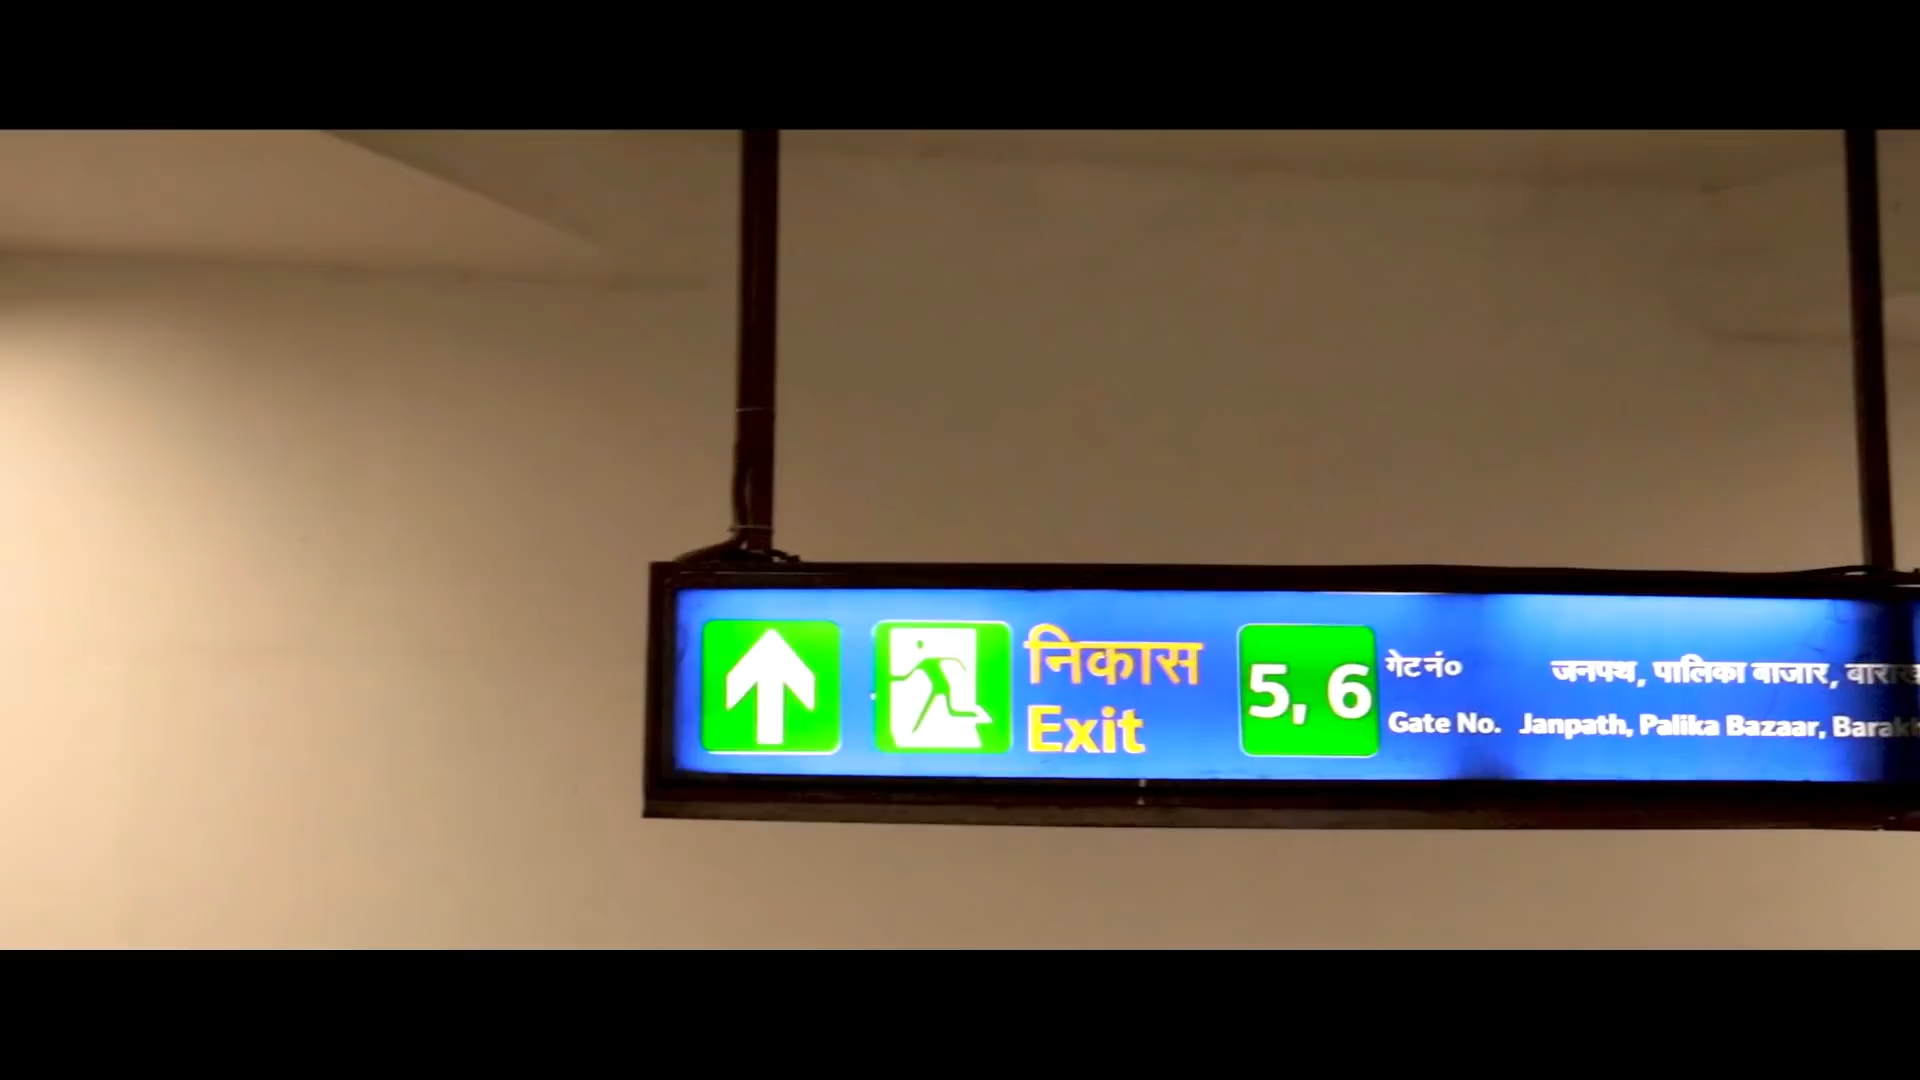 निकास
Exit
5, 6
गेट नं०
Gate No.
जनपथ, पालिका बाजार,
Janpath, Palika Bazaar,